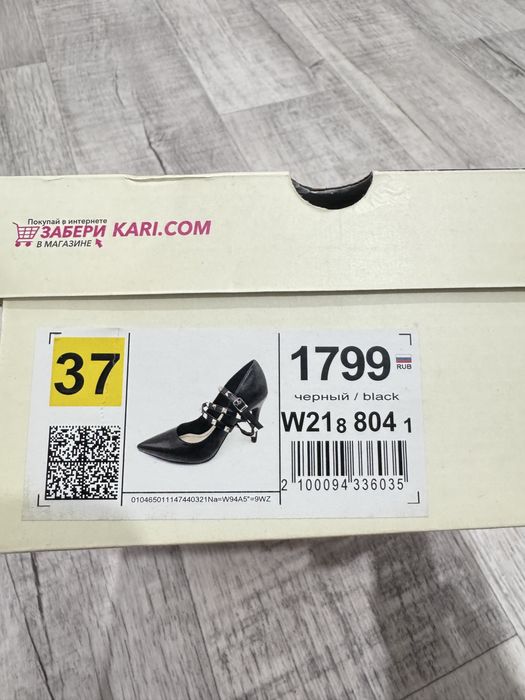 Покупай в интернете
ЗАБЕРИ
В МАГАЗИНЕ
KARI.COM
37
1799
RUB
черный / black
W21 8 804 1
2 100094 336035
010465011147440321Na=W94A5"=9WZ